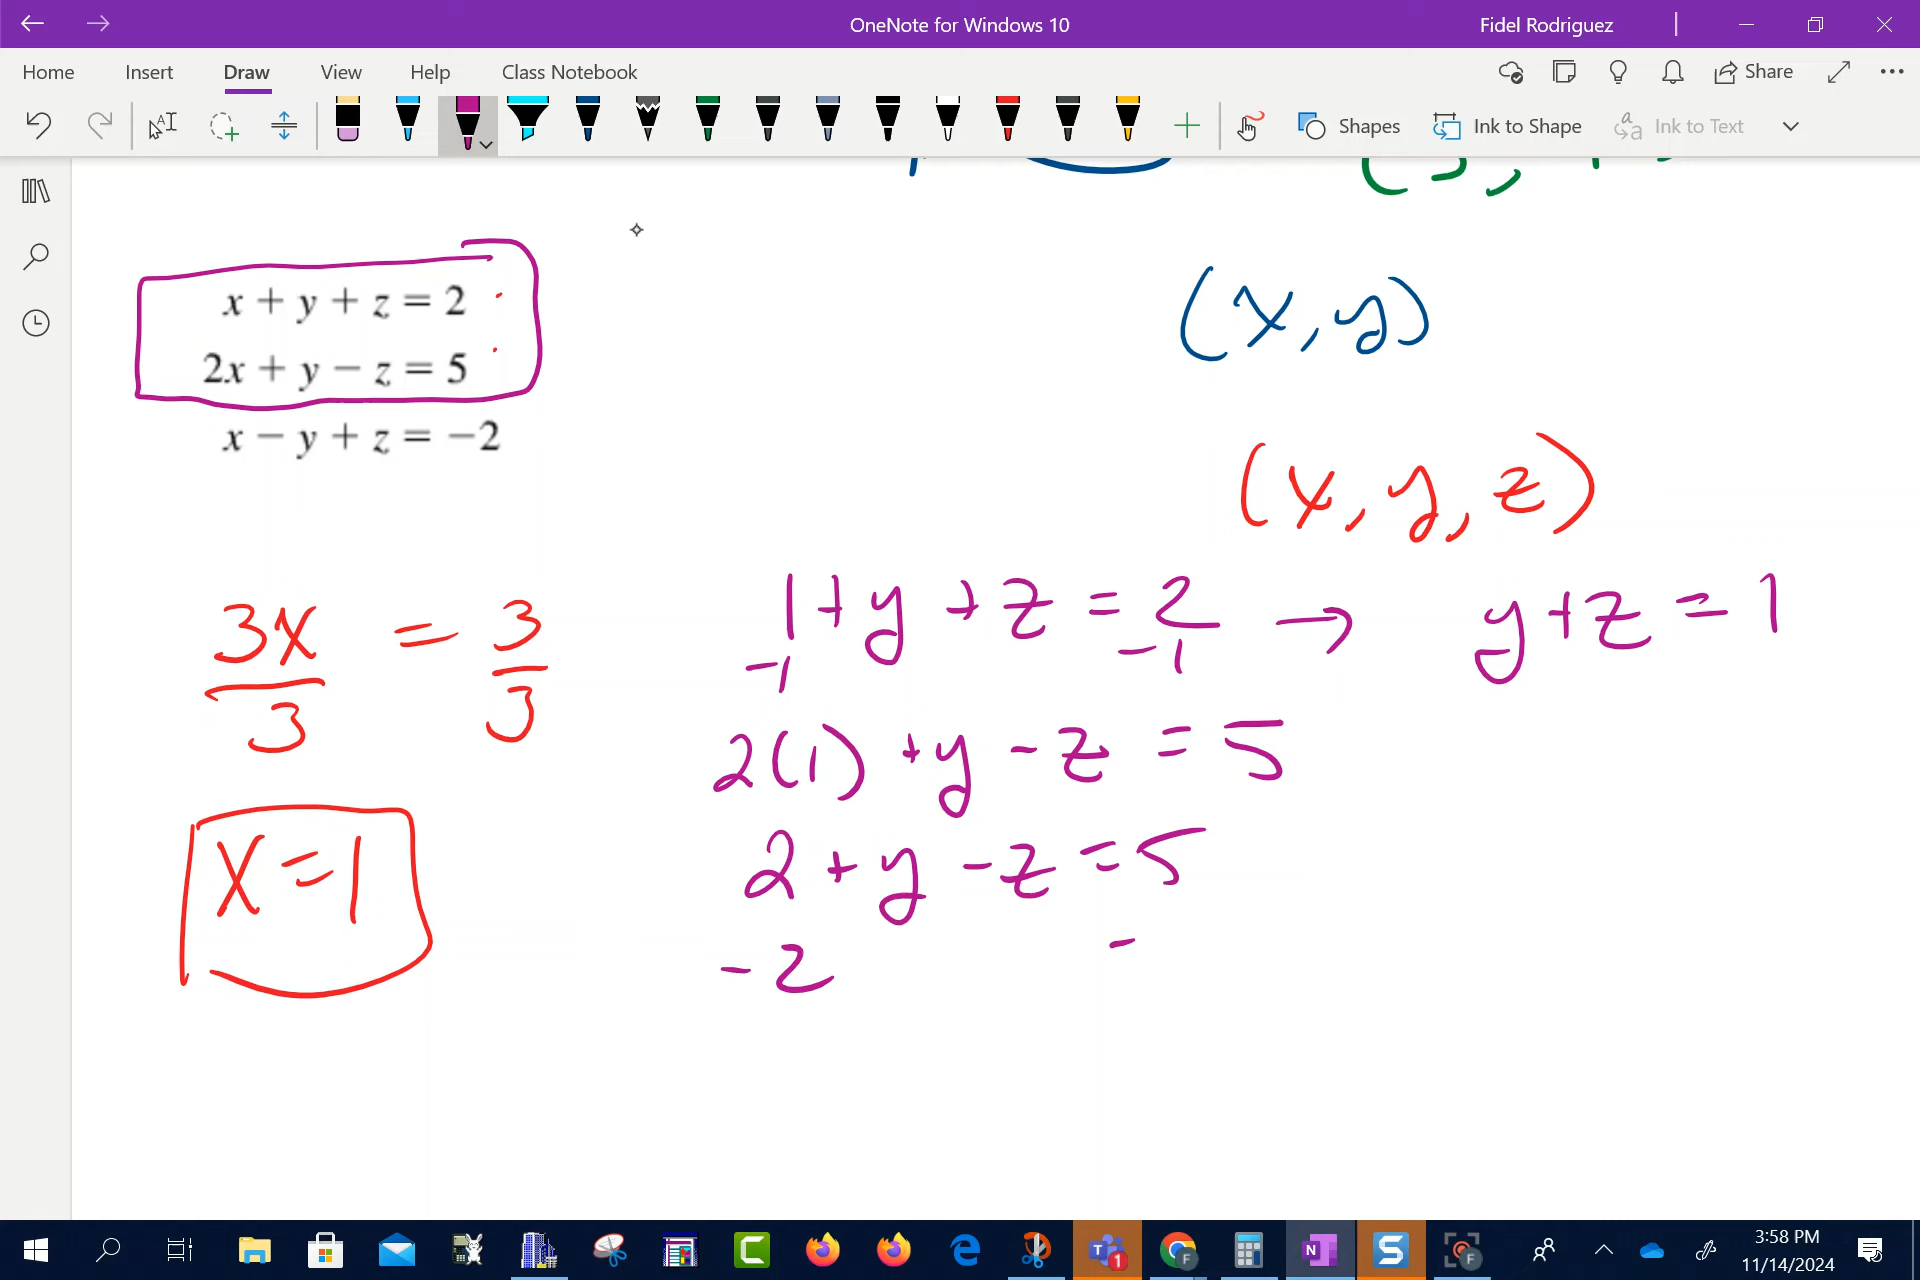 OneNote for Windows 10
Fidel Rodriguez
Home Insert Draw View Help Class Notebook
Share
Shapes Ink to Shape Ink to Text
x + y + z = 2
2x + y − z = 5
x − y + z = −2
(x, y)
(x, y, z)
3x = 3
3 3
x = 1
1 + y + z = 2 → y + z = 1
-1 -1
2(1) + y - z = 5
2 + y - z = 5
-2 -
3:58 PM
11/14/2024